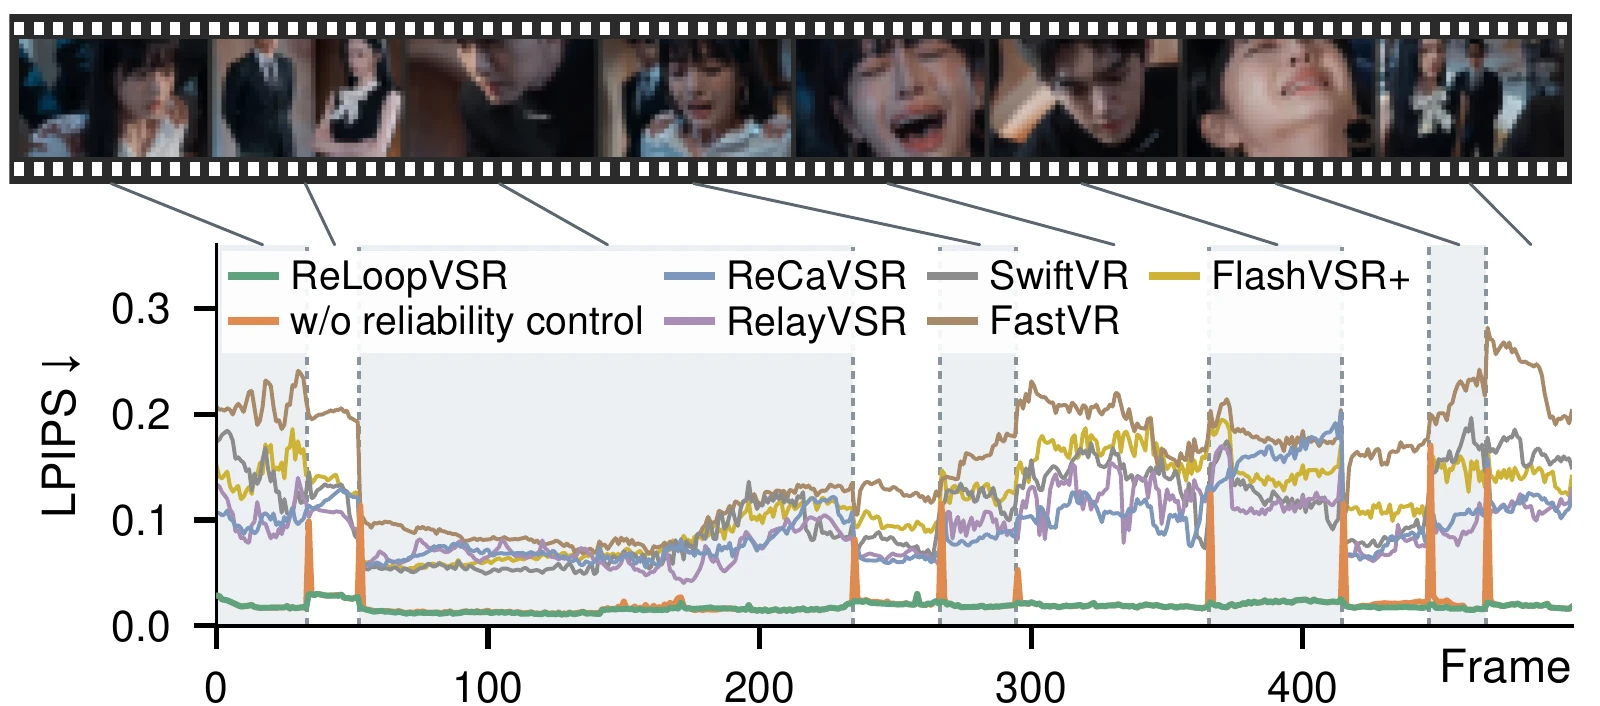 ReLoopVSR ReCaVSR SwiftVR FlashVSR+
w/o reliability control RelayVSR FastVR
LPIPS ↓
0.3
0.2
0.1
0.0
0 100 200 300 400
Frame